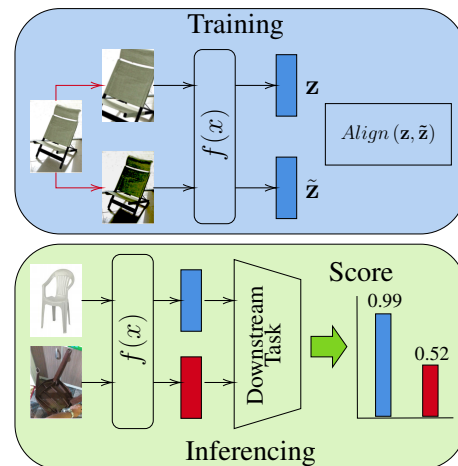 Training
f(x)
z
Align (z, z̃)
z̃
Score
f(x)
Downstream
Task
0.99
0.52
Inferencing